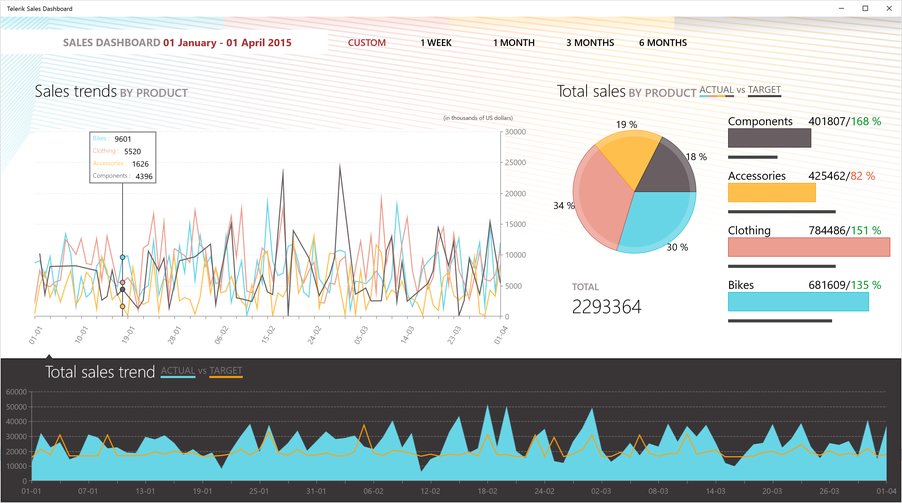 Telerik Sales Dashboard
SALES DASHBOARD 01 January - 01 April 2015
CUSTOM 1 WEEK 1 MONTH 3 MONTHS 6 MONTHS
Sales trends BY PRODUCT
(in thousands of US dollars)
Bikes : 9601
Clothing : 5520
Accessories : 1626
Components : 4396
30000
25000
20000
15000
10000
5000
0
01-01 10-01 19-01 28-01 06-02 15-02 24-02 05-03 14-03 23-03 01-04
Total sales BY PRODUCT ACTUAL vs TARGET
19 %
18 %
34 %
30 %
TOTAL
2293364
Components 401807/168 %
Accessories 425462/82 %
Clothing 784486/151 %
Bikes 681609/135 %
Total sales trend ACTUAL vs TARGET
60000
50000
40000
30000
20000
10000
0
01-01 07-01 13-01 19-01 25-01 31-01 06-02 12-02 18-02 24-02 02-03 08-03 14-03 20-03 26-03 01-04